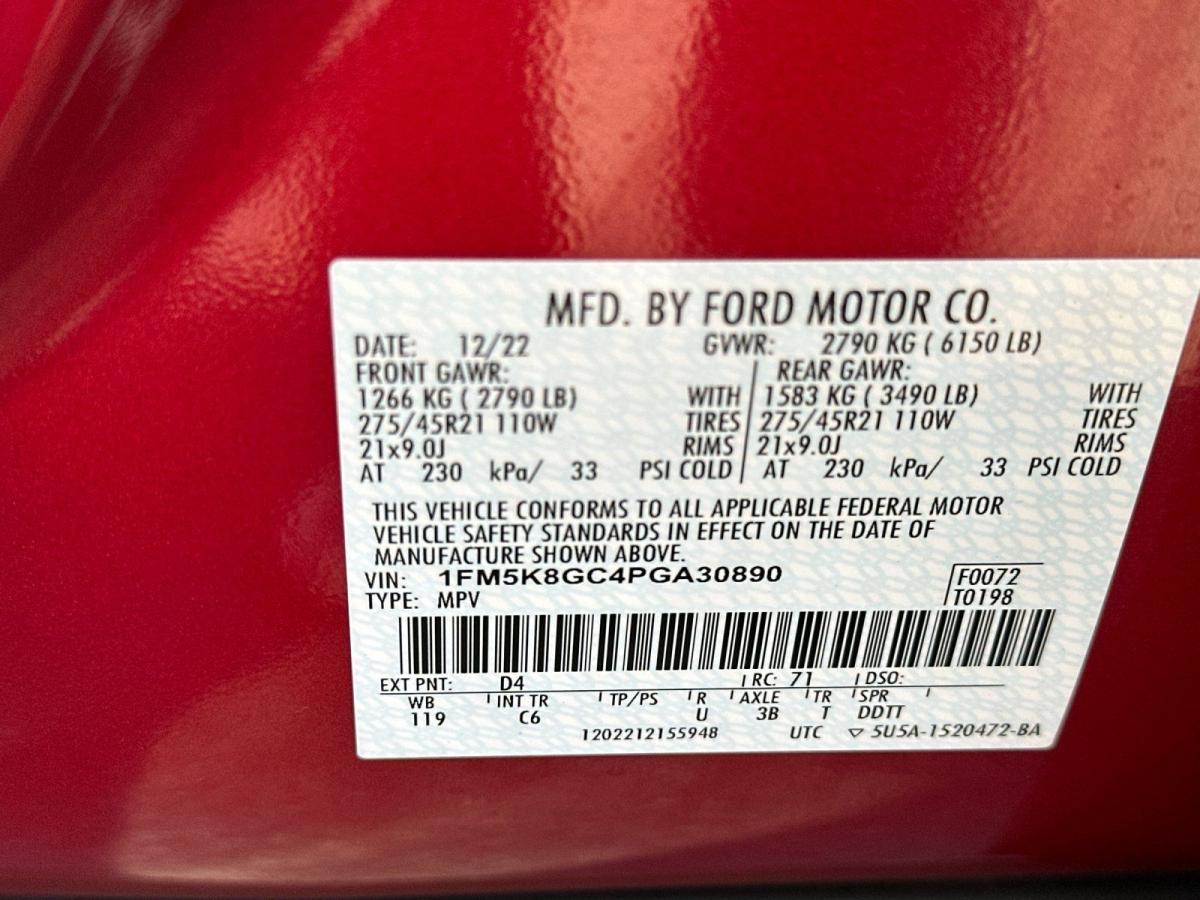 MFD. BY FORD MOTOR CO.
DATE: 12/22 GVWR: 2790 KG ( 6150 LB)
FRONT GAWR: REAR GAWR:
1266 KG ( 2790 LB) WITH 1583 KG ( 3490 LB) WITH
275/45R21 110W TIRES 275/45R21 110W TIRES
21x9.0J RIMS 21x9.0J RIMS
AT 230 kPa/ 33 PSI COLD AT 230 kPa/ 33 PSI COLD
THIS VEHICLE CONFORMS TO ALL APPLICABLE FEDERAL MOTOR
VEHICLE SAFETY STANDARDS IN EFFECT ON THE DATE OF
MANUFACTURE SHOWN ABOVE.
VIN: 1FM5K8GC4PGA30890 F0072
TYPE: MPV T0198
EXT PNT: D4 RC: 71 DSO:
WB INT TR TP/PS R AXLE TR SPR
119 C6 U 3B T DDTT
1202212155948 UTC ▽ 5U5A-1520472-BA